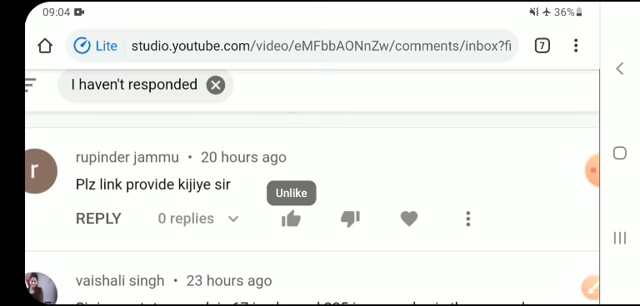 09:04 36%
Lite studio.youtube.com/video/eMFbbAONnZw/comments/inbox?fi 7
I haven't responded
r rupinder jammu • 20 hours ago
Plz link provide kijiye sir
Unlike
REPLY 0 replies
vaishali singh • 23 hours ago